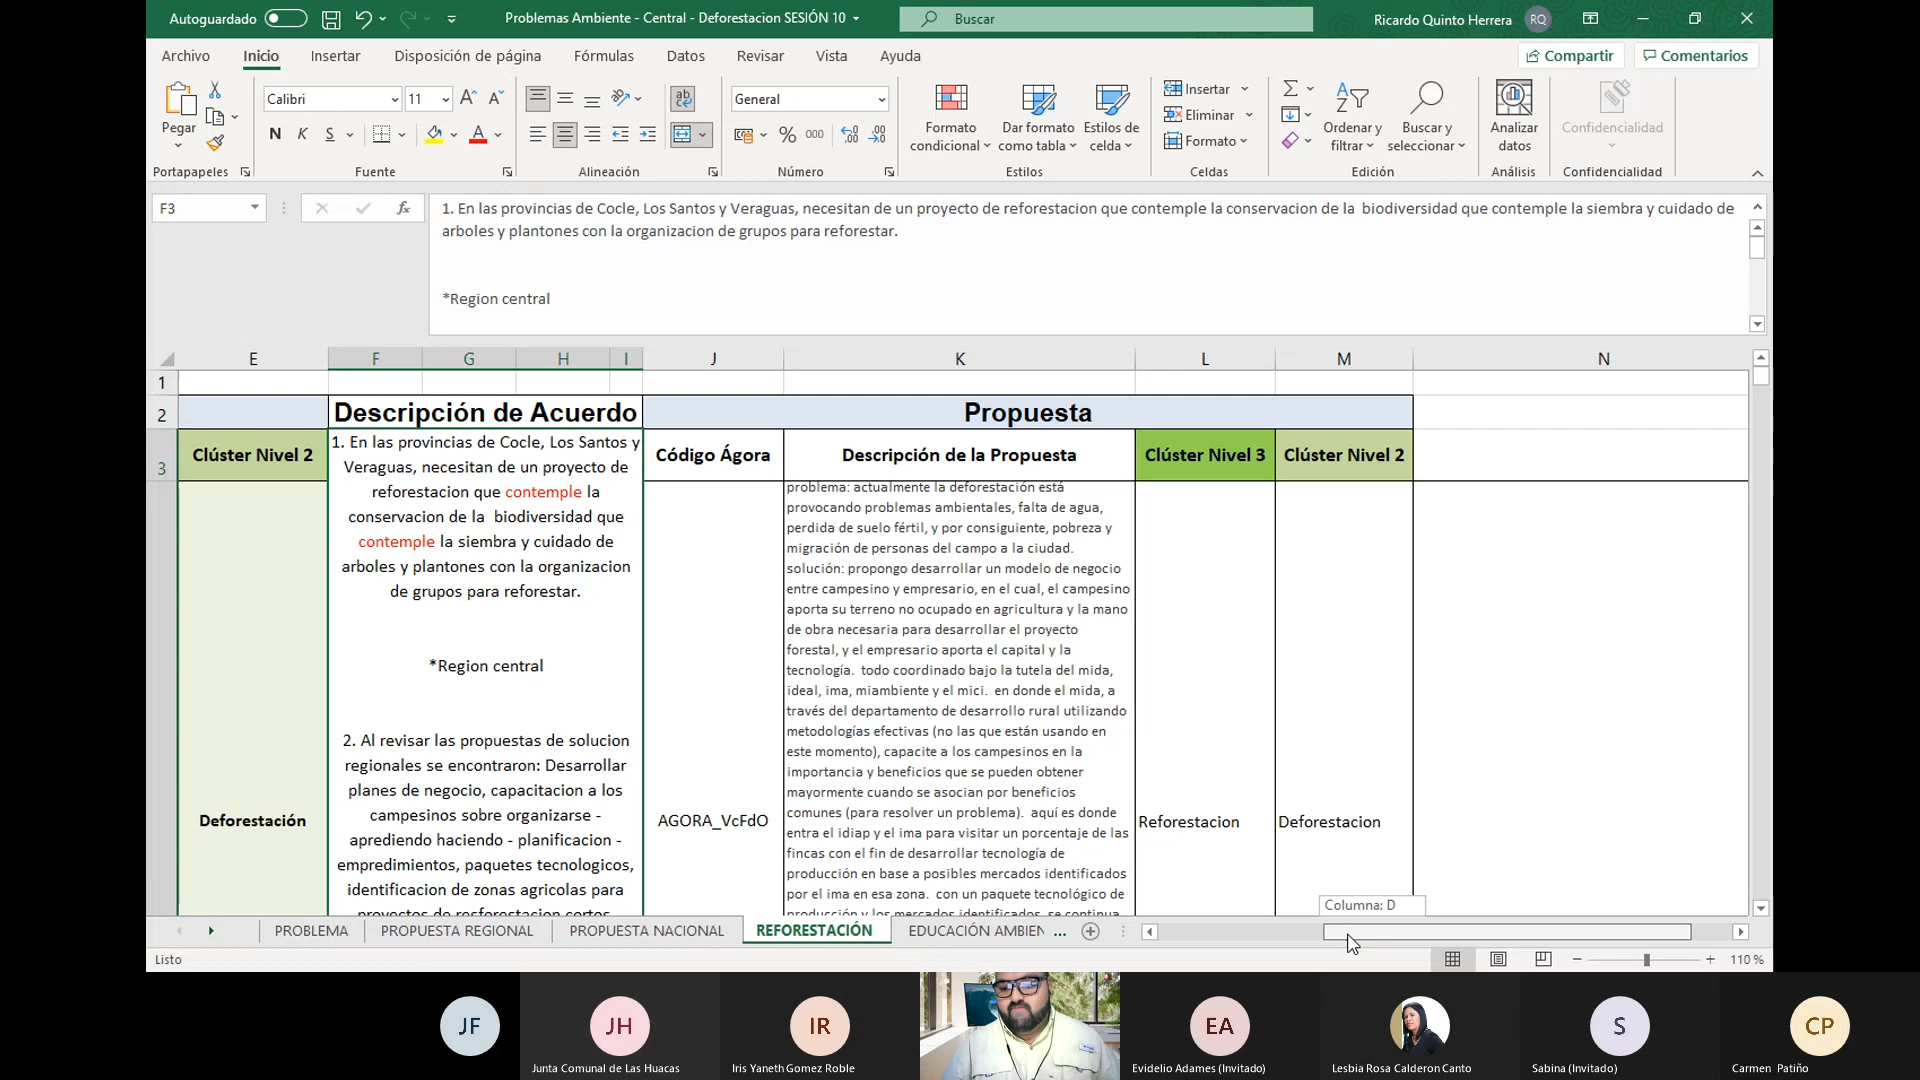 Autoguardado
Problemas Ambiente - Central - Deforestacion SESIÓN 10
Buscar
Ricardo Quinto Herrera
RQ
Archivo Inicio Insertar Disposición de página Fórmulas Datos Revisar Vista Ayuda
Compartir
Comentarios
Pegar
Portapapeles
Calibri 11
N K S
Fuente
Alineación
General
% 000
Número
Formato condicional
Dar formato como tabla
Estilos de celda
Estilos
Insertar
Eliminar
Formato
Celdas
Ordenar y filtrar
Buscar y seleccionar
Edición
Analizar datos
Análisis
Confidencialidad
Confidencialidad
F3
fx
1. En las provincias de Cocle, Los Santos y Veraguas, necesitan de un proyecto de reforestacion que contemple la conservacion de la  biodiversidad que contemple la siembra y cuidado de
arboles y plantones con la organizacion de grupos para reforestar.
*Region central
E F G H I J K L M N
1
2
3
Descripción de Acuerdo
Propuesta
Clúster Nivel 2
Código Ágora
Descripción de la Propuesta
Clúster Nivel 3
Clúster Nivel 2
Deforestación
1. En las provincias de Cocle, Los Santos y
Veraguas, necesitan de un proyecto de
reforestacion que contemple la
conservacion de la  biodiversidad que
contemple la siembra y cuidado de
arboles y plantones con la organizacion
de grupos para reforestar.
*Region central
2. Al revisar las propuestas de solucion
regionales se encontraron: Desarrollar
planes de negocio, capacitacion a los
campesinos sobre organizarse -
aprediendo haciendo - planificacion -
empredimientos, paquetes tecnologicos,
identificacion de zonas agricolas para
proyectos de resforestacion cortos
AGORA_VcFdO
problema: actualmente la deforestación está
provocando problemas ambientales, falta de agua,
perdida de suelo fértil, y por consiguiente, pobreza y
migración de personas del campo a la ciudad.
solución: propongo desarrollar un modelo de negocio
entre campesino y empresario, en el cual, el campesino
aporta su terreno no ocupado en agricultura y la mano
de obra necesaria para desarrollar el proyecto
forestal, y el empresario aporta el capital y la
tecnología.  todo coordinado bajo la tutela del mida,
ideal, ima, miambiente y el mici.  en donde el mida, a
través del departamento de desarrollo rural utilizando
metodologías efectivas (no las que están usando en
este momento), capacite a los campesinos en la
importancia y beneficios que se pueden obtener
mayormente cuando se asocian por beneficios
comunes (para resolver un problema).  aquí es donde
entra el idiap y el ima para visitar un porcentaje de las
fincas con el fin de desarrollar tecnología de
producción en base a posibles mercados identificados
por el ima en esa zona.  con un paquete tecnológico de
producción y los mercados identificados, se continua
Reforestacion
Deforestacion
Columna: D
PROBLEMA PROPUESTA REGIONAL PROPUESTA NACIONAL REFORESTACIÓN EDUCACIÓN AMBIEN ...
Listo
110 %
JF
JH
IR
EA
S
CP
Junta Comunal de Las Huacas
Iris Yaneth Gomez Roble
Evidelio Adames (Invitado)
Lesbia Rosa Calderon Canto
Sabina (Invitado)
Carmen Patiño